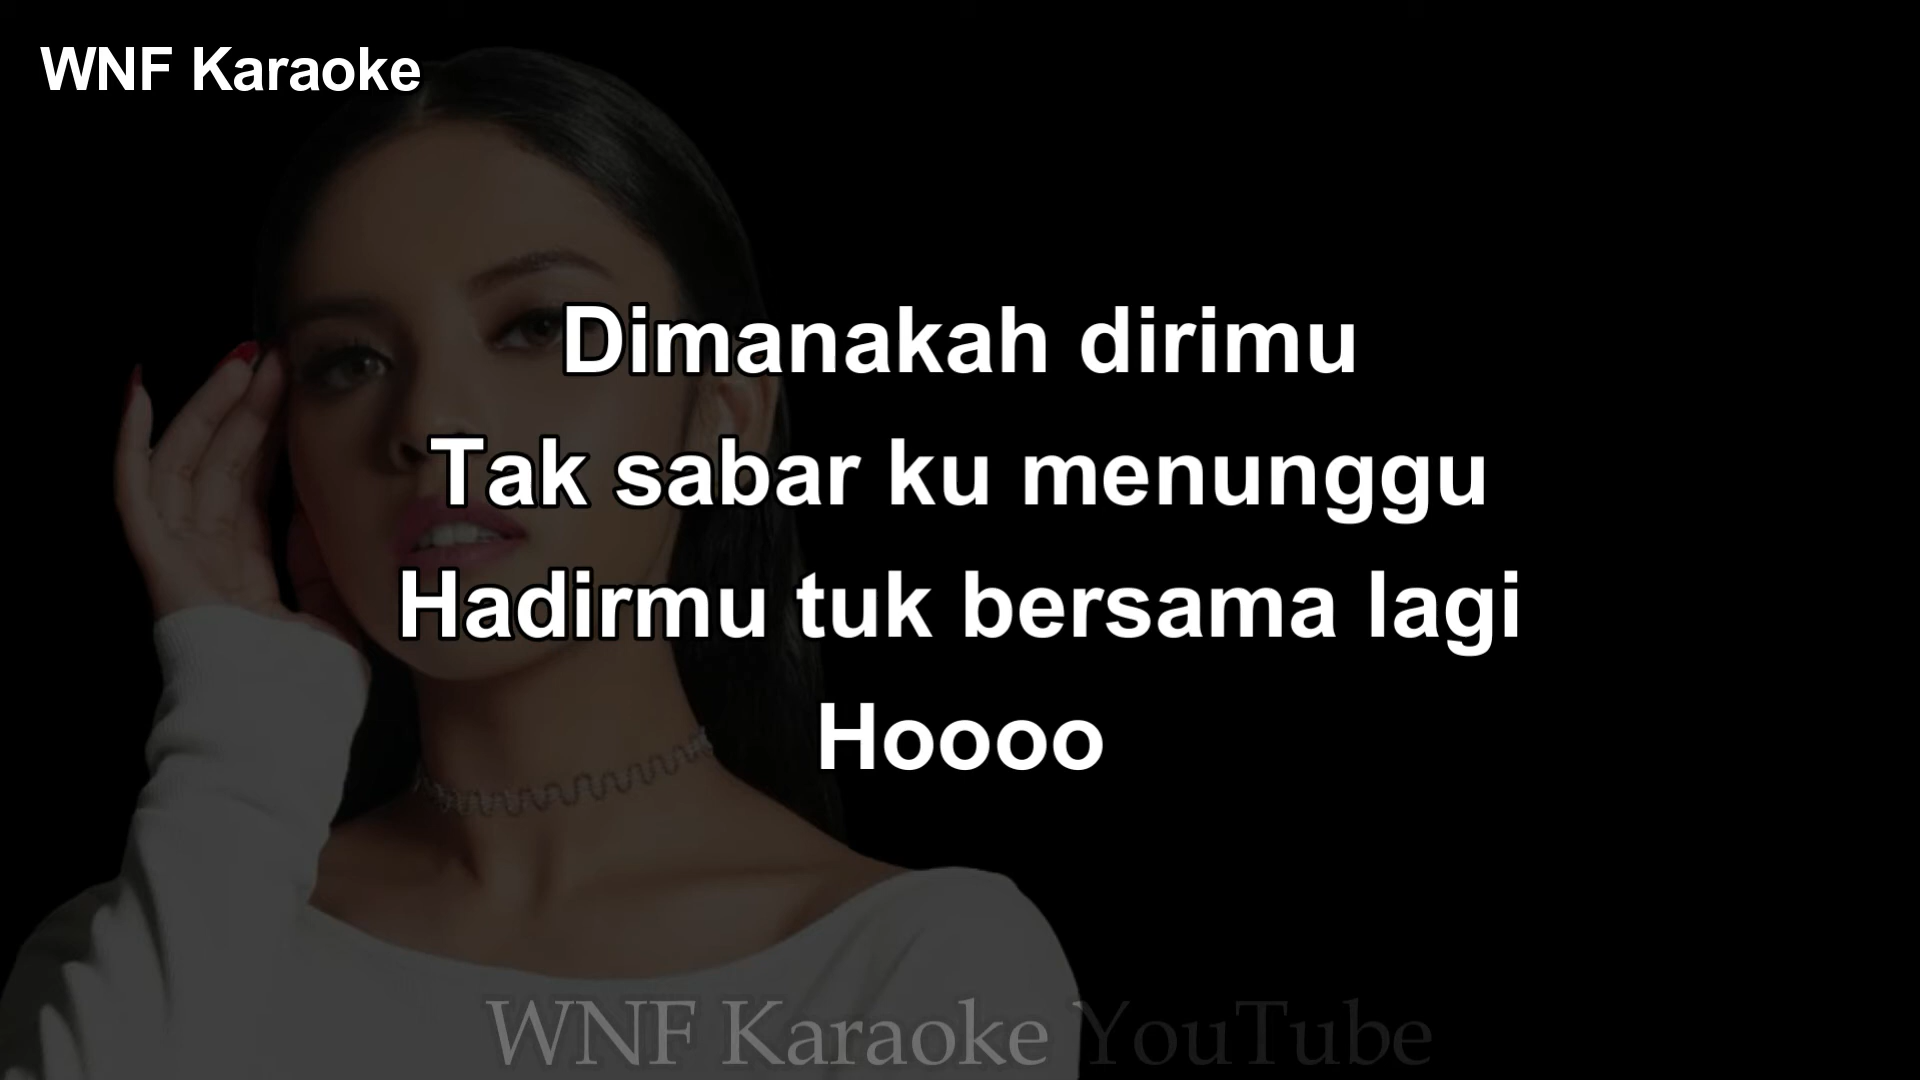 WNF Karaoke
Dimanakah dirimu
Tak sabar ku menunggu
Hadirmu tuk bersama lagi
Hoooo
WNF Karaoke YouTube